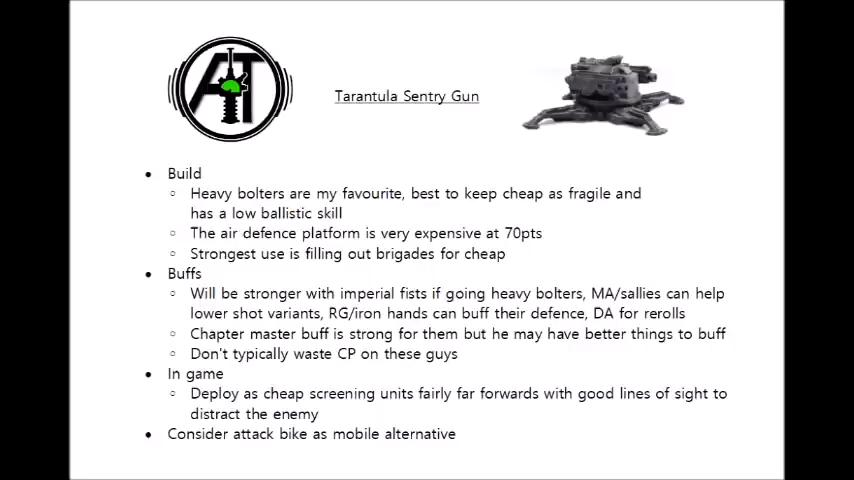 AT
Tarantula Sentry Gun
• Build
○ Heavy bolters are my favourite, best to keep cheap as fragile and
has a low ballistic skill
○ The air defence platform is very expensive at 70pts
○ Strongest use is filling out brigades for cheap
• Buffs
○ Will be stronger with imperial fists if going heavy bolters, MA/sallies can help
lower shot variants, RG/iron hands can buff their defence, DA for rerolls
○ Chapter master buff is strong for them but he may have better things to buff
○ Don't typically waste CP on these guys
• In game
○ Deploy as cheap screening units fairly far forwards with good lines of sight to
distract the enemy
• Consider attack bike as mobile alternative